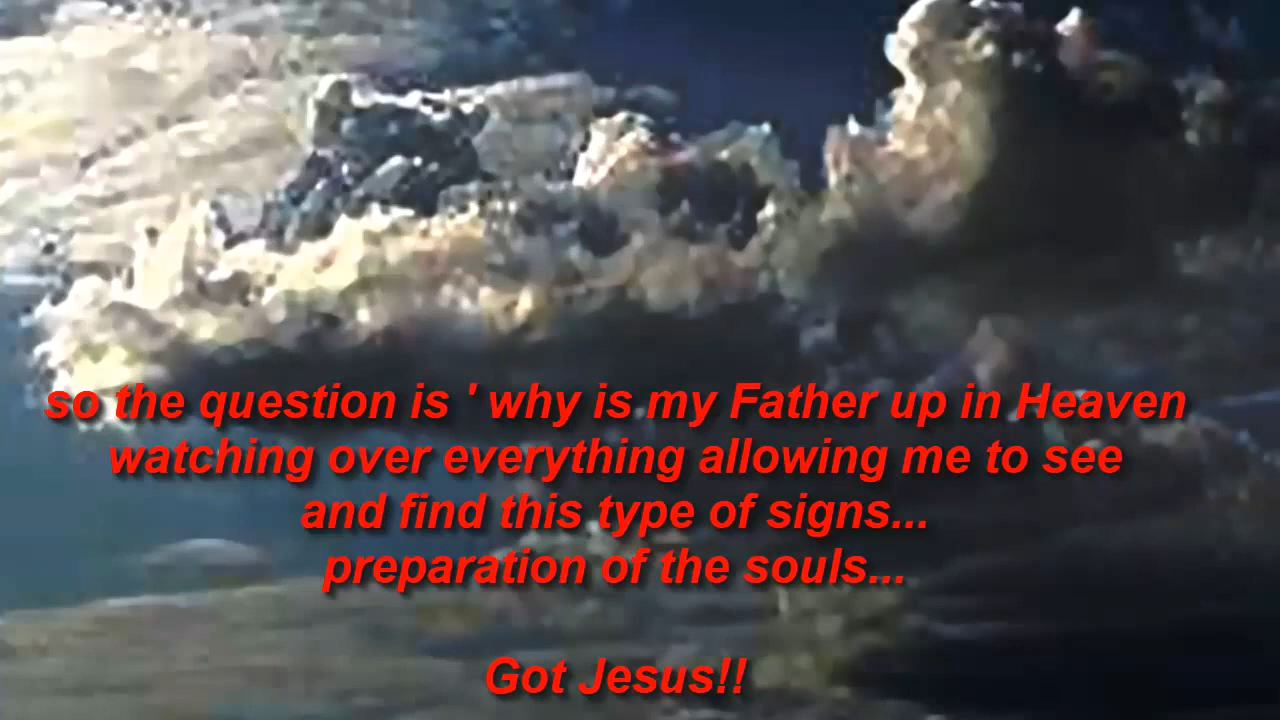 so the question is ' why is my Father up in Heaven
watching over everything allowing me to see
and find this type of signs...
preparation of the souls...
Got Jesus!!